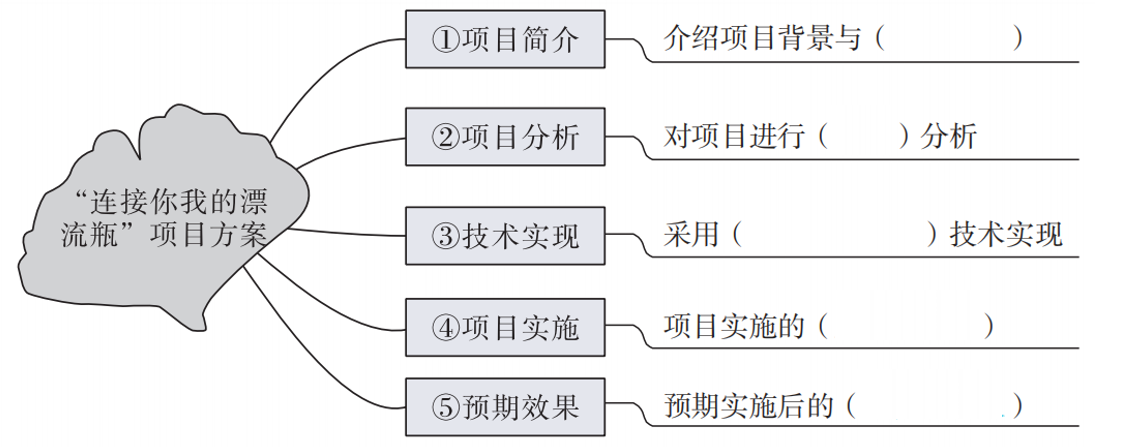 “连接你我的漂
流瓶”项目方案
①项目简介
介绍项目背景与（ ）
②项目分析
对项目进行（ ）分析
③技术实现
采用（ ）技术实现
④项目实施
项目实施的（ ）
⑤预期效果
预期实施后的（ ）